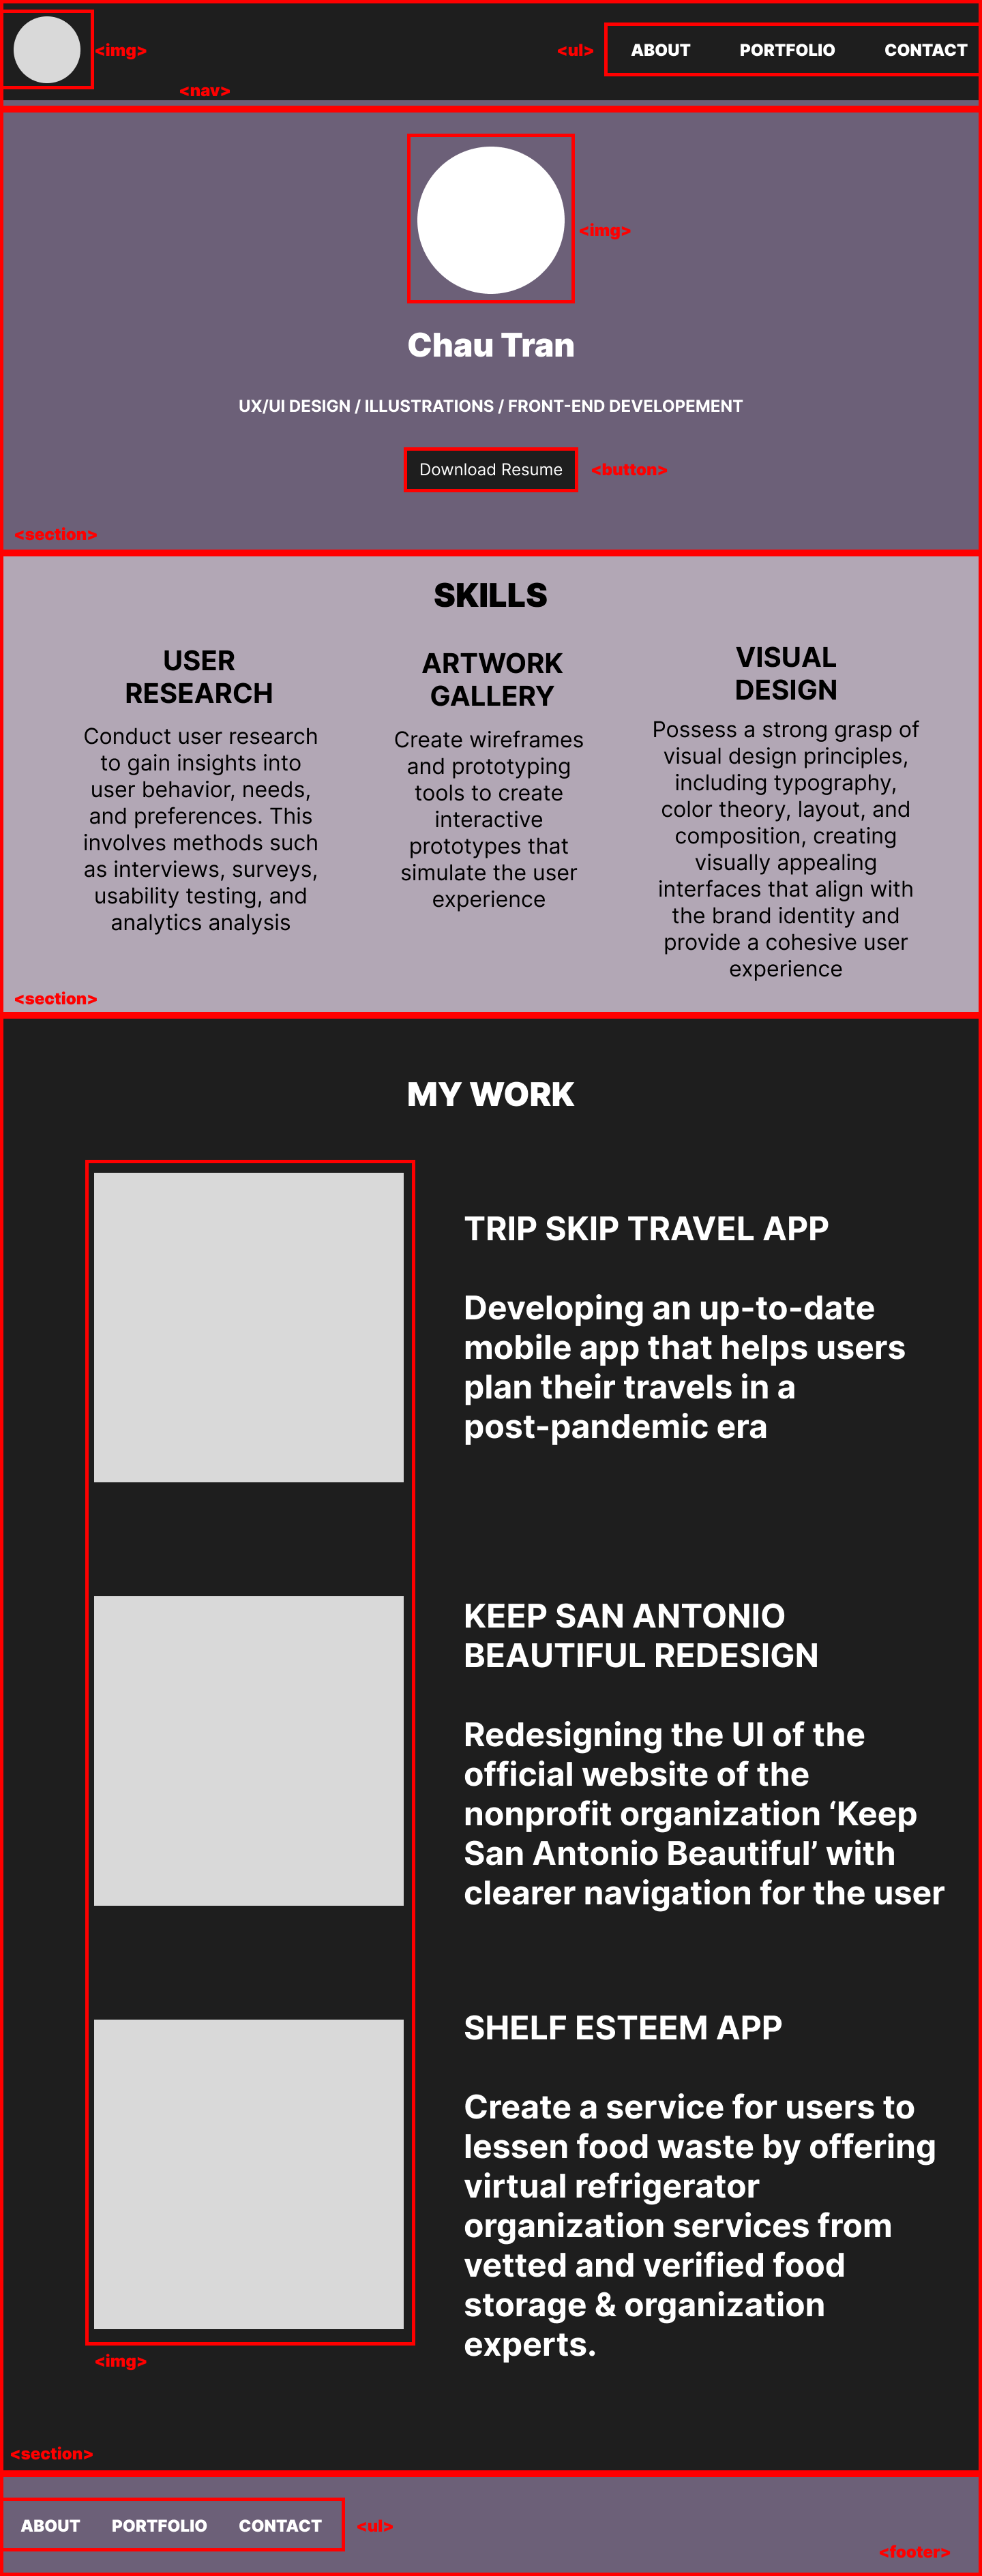 <img>
<ul>
ABOUT
PORTFOLIO
CONTACT
<nav>
<img>
Chau Tran
UX/UI DESIGN / ILLUSTRATIONS / FRONT-END DEVELOPEMENT
Download Resume
<button>
<section>
SKILLS
USER
RESEARCH
Conduct user research
to gain insights into
user behavior, needs,
and preferences. This
involves methods such
as interviews, surveys,
usability testing, and
analytics analysis
ARTWORK
GALLERY
Create wireframes
and prototyping
tools to create
interactive
prototypes that
simulate the user
experience
VISUAL
DESIGN
Possess a strong grasp of
visual design principles,
including typography,
color theory, layout, and
composition, creating
visually appealing
interfaces that align with
the brand identity and
provide a cohesive user
experience
<section>
MY WORK
TRIP SKIP TRAVEL APP
Developing an up-to-date
mobile app that helps users
plan their travels in a
post-pandemic era
KEEP SAN ANTONIO
BEAUTIFUL REDESIGN
Redesigning the UI of the
official website of the
nonprofit organization ‘Keep
San Antonio Beautiful’ with
clearer navigation for the user
SHELF ESTEEM APP
Create a service for users to
lessen food waste by offering
virtual refrigerator
organization services from
vetted and verified food
storage & organization
experts.
<img>
<section>
ABOUT
PORTFOLIO
CONTACT
<ul>
<footer>